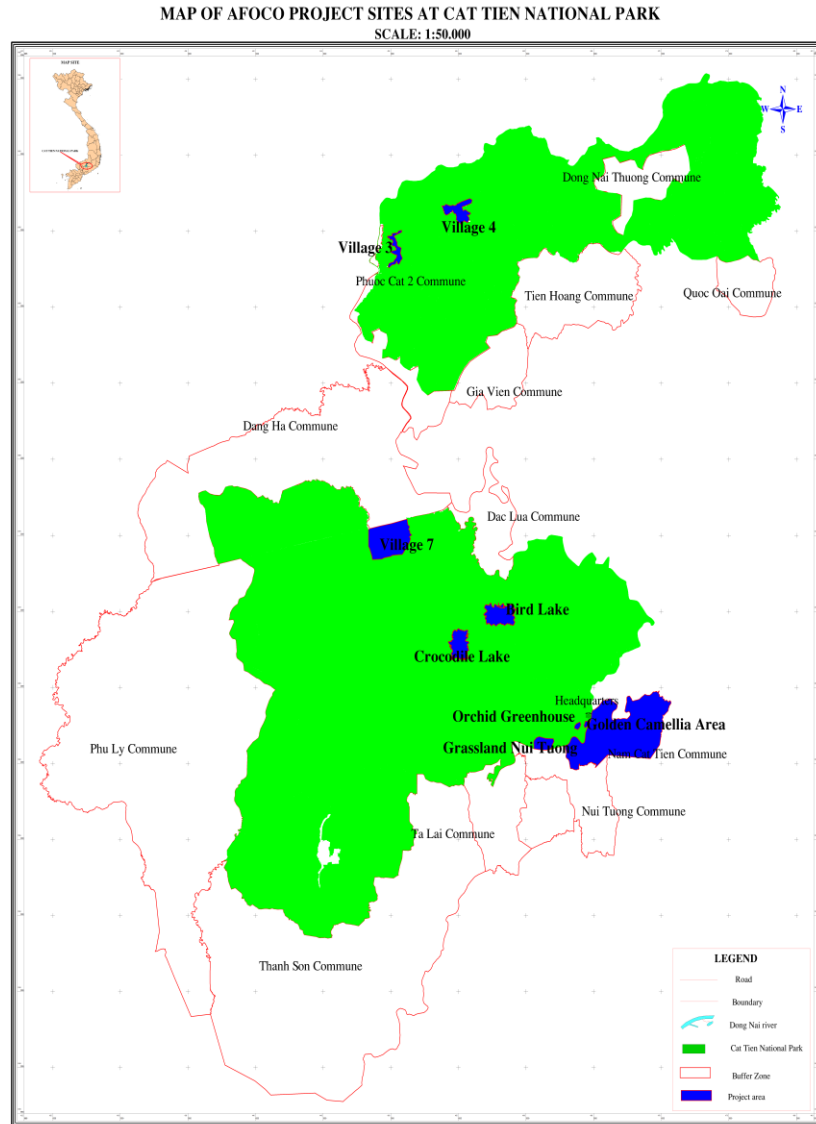 MAP OF AFOCO PROJECT SITES AT CAT TIEN NATIONAL PARK
SCALE: 1:50.000
MAP SITE
N
W E
S
Dong Nai Thuong Commune
Village 4
Village 3
Phuoc Cat 2 Commune
Tien Hoang Commune
Quoc Oai Commune
Gia Vien Commune
Dang Ha Commune
Dac Lua Commune
Village 7
Bird Lake
Crocodile Lake
Headquarters
Orchid Greenhouse
Golden Camellia Area
Grassland Nui Tuong
Nam Cat Tien Commune
Phu Ly Commune
Nui Tuong Commune
Ta Lai Commune
Thanh Son Commune
LEGEND
Road
Boundary
Dong Nai river
Cat Tien National Park
Buffer Zone
Project area